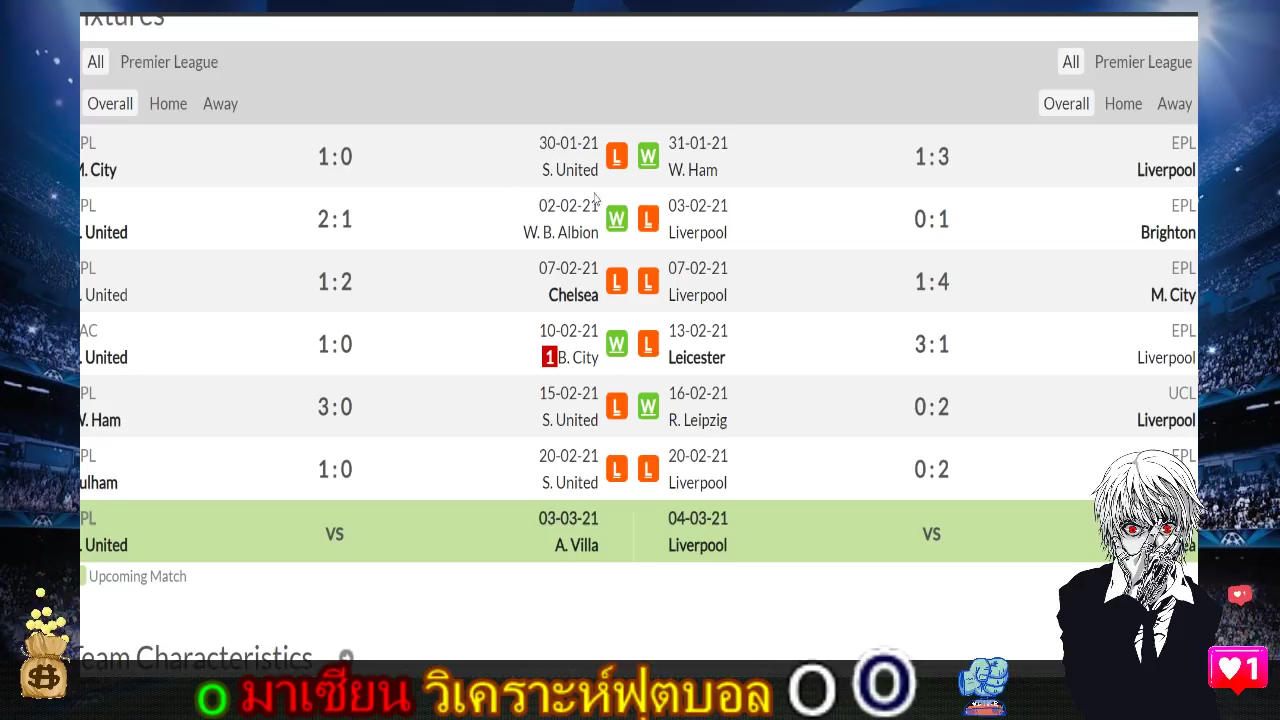 ixtures
All Premier League All Premier League
Overall Home Away Overall Home Away
PL 30-01-21 31-01-21 EPL
M. City 1:0 S. United L W W. Ham 1:3 Liverpool
PL 02-02-21 03-02-21 EPL
. United 2:1 W. B. Albion W L Liverpool 0:1 Brighton
PL 07-02-21 07-02-21 EPL
. United 1:2 Chelsea L L Liverpool 1:4 M. City
AC 10-02-21 13-02-21 EPL
. United 1:0 1 B. City W L Leicester 3:1 Liverpool
PL 15-02-21 16-02-21 UCL
W. Ham 3:0 S. United L W R. Leipzig 0:2 Liverpool
PL 20-02-21 20-02-21 EPL
ulham 1:0 S. United L L Liverpool 0:2
PL 03-03-21 04-03-21
. United VS A. Villa Liverpool VS ea
Upcoming Match
Team Characteristics
o มาเซียน วิเคราะห์ฟุตบอล O O
1